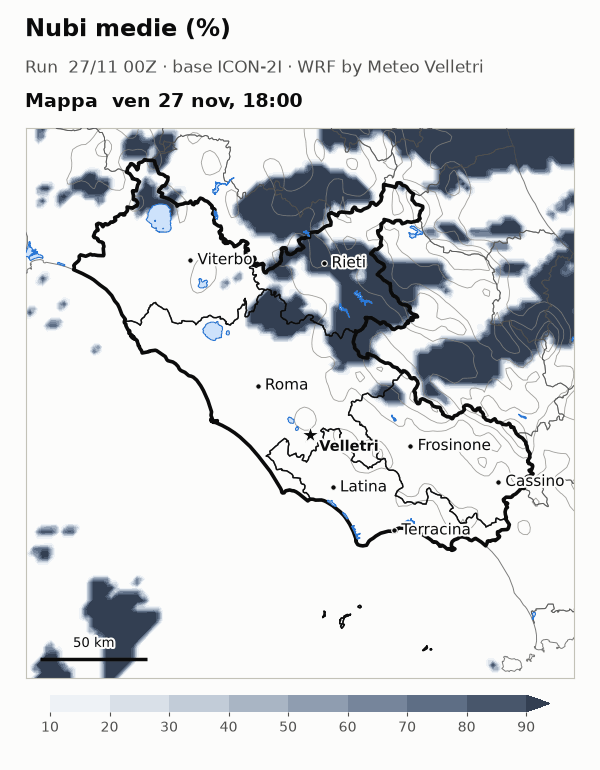 Nubi medie (%)
Run  27/11 00Z · base ICON-2I · WRF by Meteo Velletri
Mappa  ven 27 nov, 18:00
Viterbo
Rieti
Roma
Velletri
Frosinone
Latina
Cassino
Terracina
50 km
10 20 30 40 50 60 70 80 90